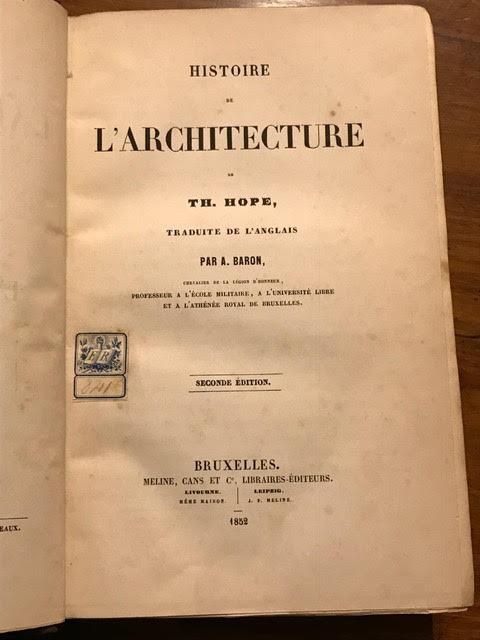 HISTOIRE
DE
L'ARCHITECTURE
DE
TH. HOPE,
TRADUITE DE L'ANGLAIS
PAR A. BARON,
CHEVALIER DE LA LÉGION D'HONNEUR,
PROFESSEUR A L'ÉCOLE MILITAIRE, A L'UNIVERSITÉ LIBRE
ET A L'ATHÉNÉE ROYAL DE BRUXELLES.
SECONDE ÉDITION.
BRUXELLES.
MELINE, CANS ET Cᵉ, LIBRAIRES-ÉDITEURS.
LIVOURNE. LEIPZIG.
MÊME MAISON. J. P. MELINE.
1852
EAUX.